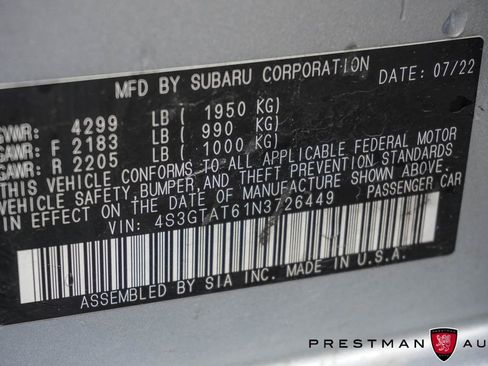 MFD BY SUBARU CORPORATION DATE: 07/22
GVWR: 4299 LB ( 1950 KG)
GAWR: F 2183 LB ( 990 KG)
GAWR: R 2205 LB ( 1000 KG)
THIS VEHICLE CONFORMS TO ALL APPLICABLE FEDERAL MOTOR
VEHICLE SAFETY, BUMPER, AND THEFT PREVENTION STANDARDS
IN EFFECT ON THE DATE OF MANUFACTURE SHOWN ABOVE.
VIN: 4S3GTAT61N3726449 PASSENGER CAR
ASSEMBLED BY SIA INC. MADE IN U.S.A.
PRESTMAN AU